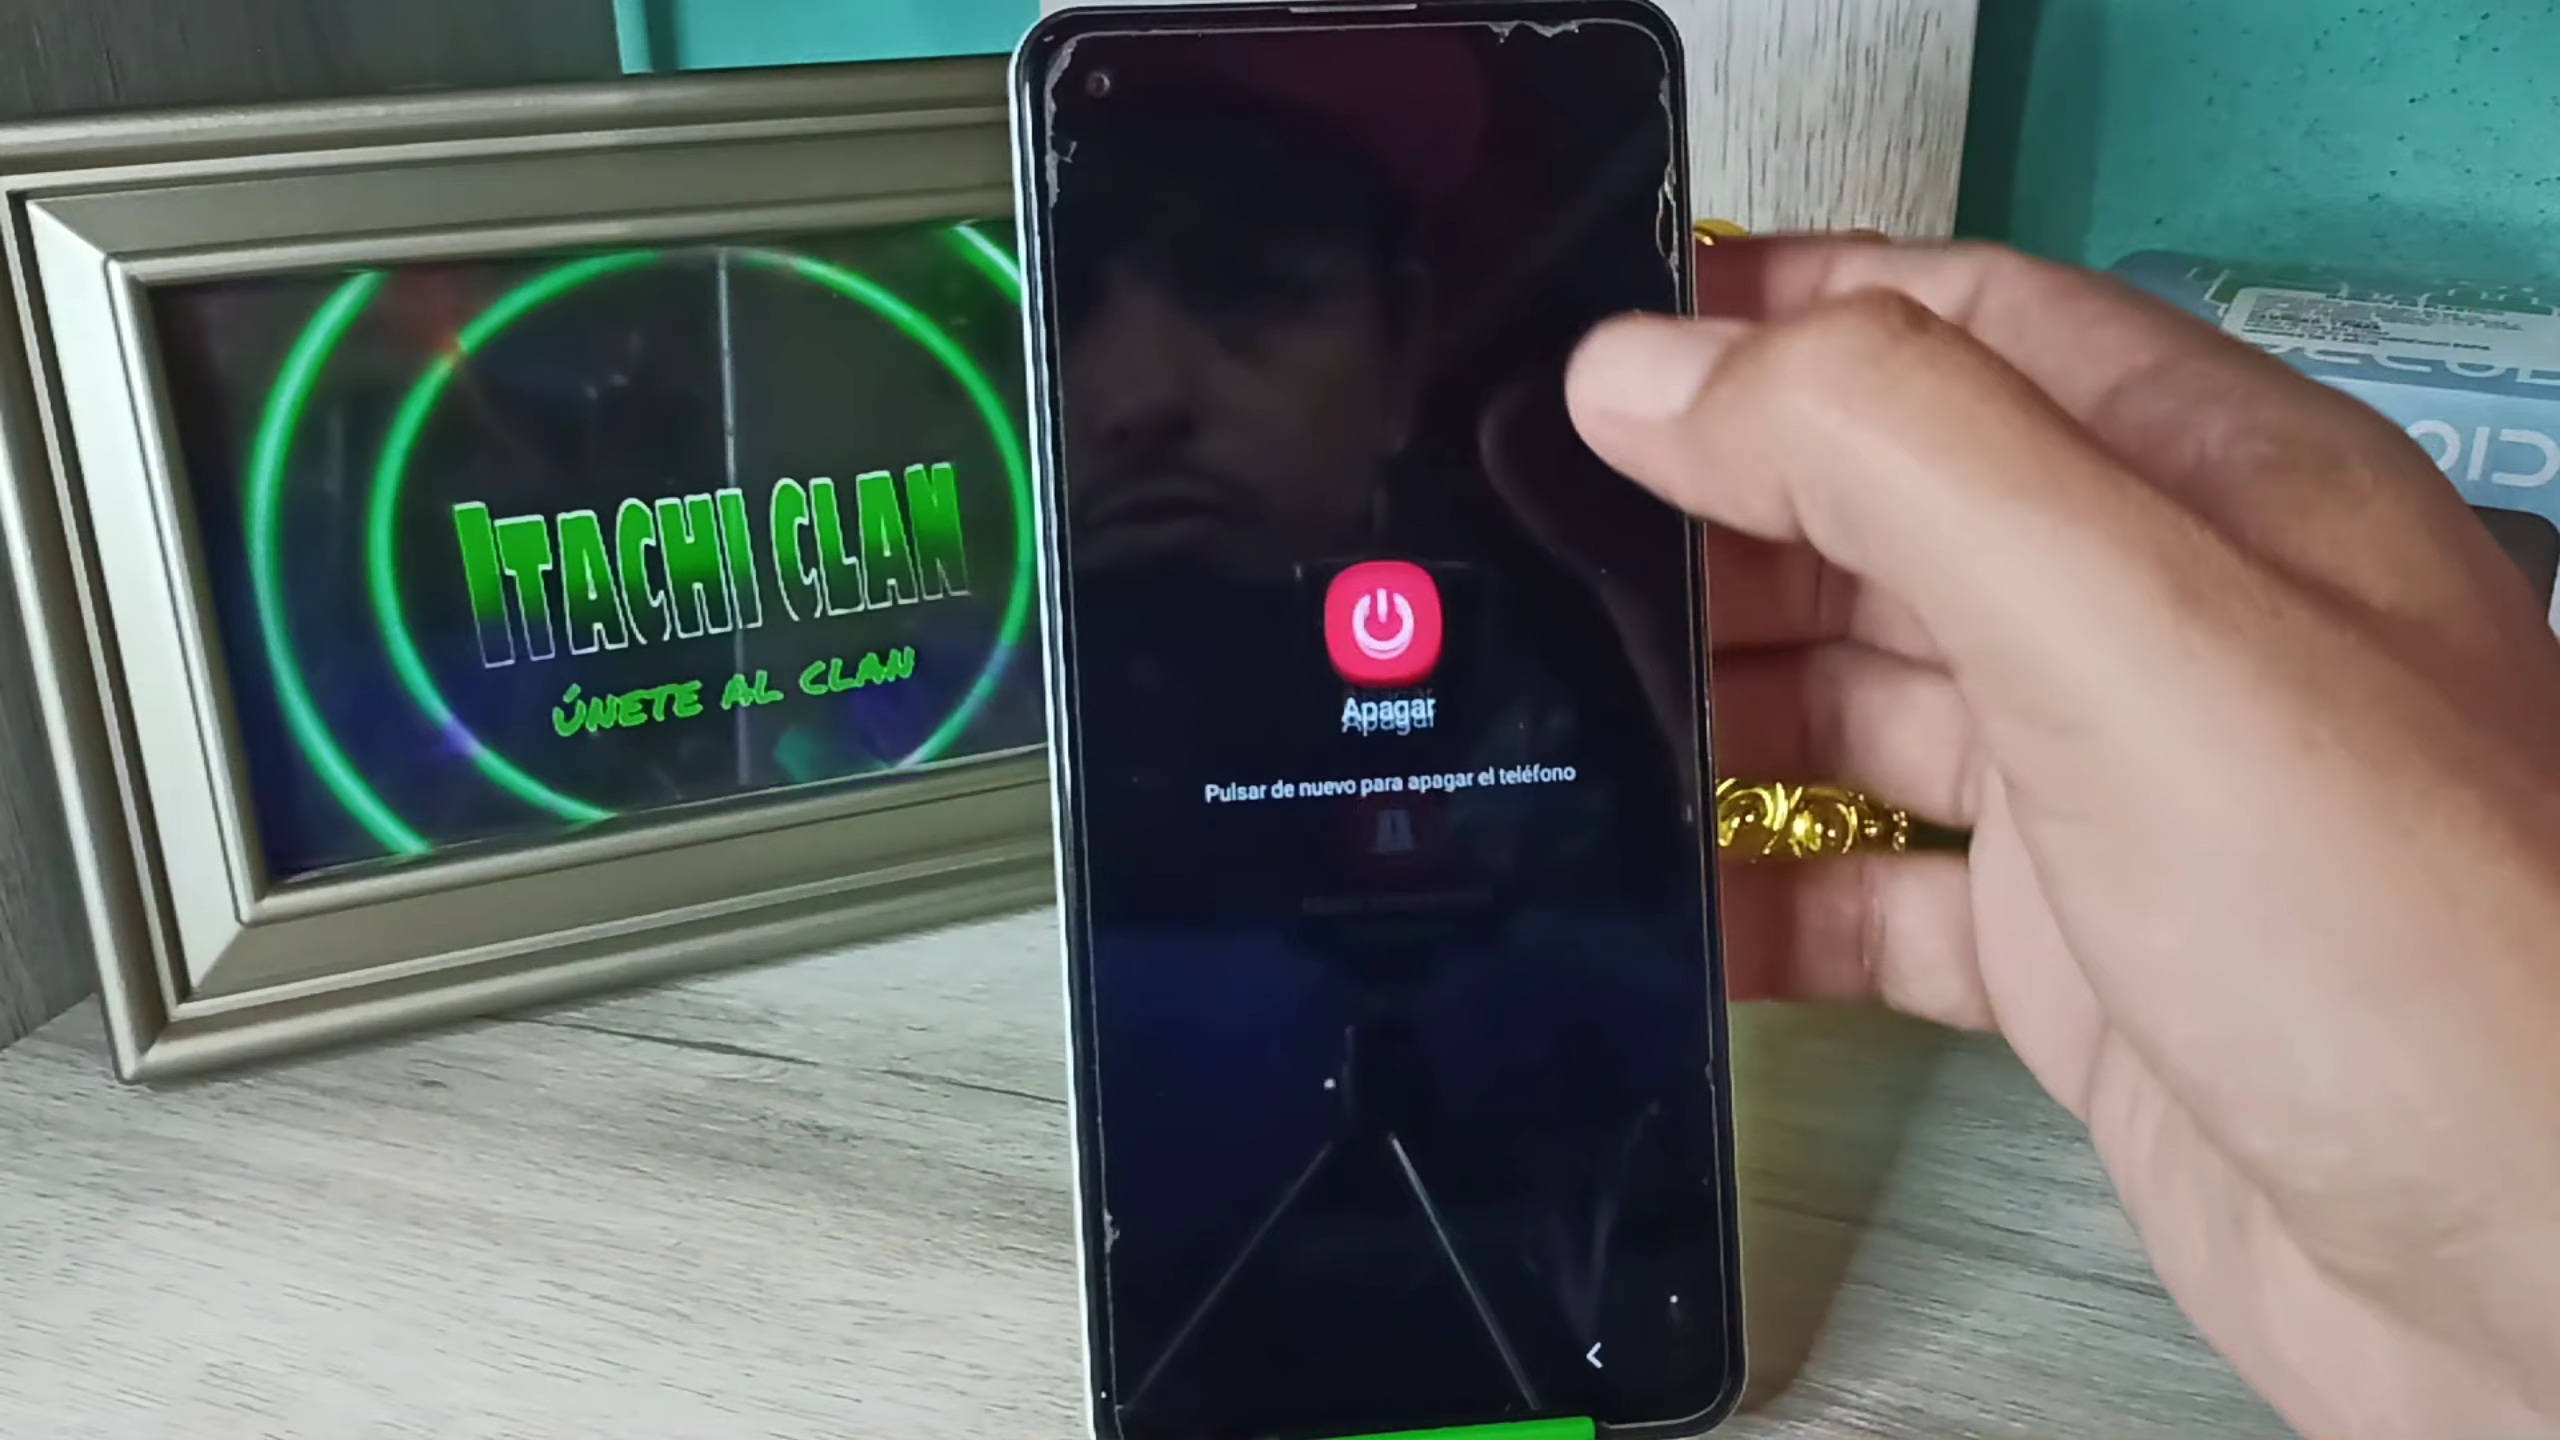 ITACHI CLAN
ÚNETE AL CLAN
Apagar
Pulsar de nuevo para apagar el teléfono